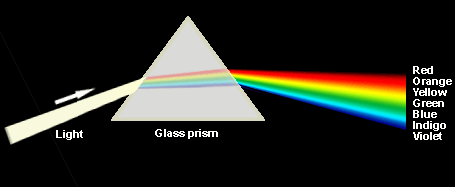 Red
Orange
Yellow
Green
Blue
Indigo
Violet
Light
Glass prism